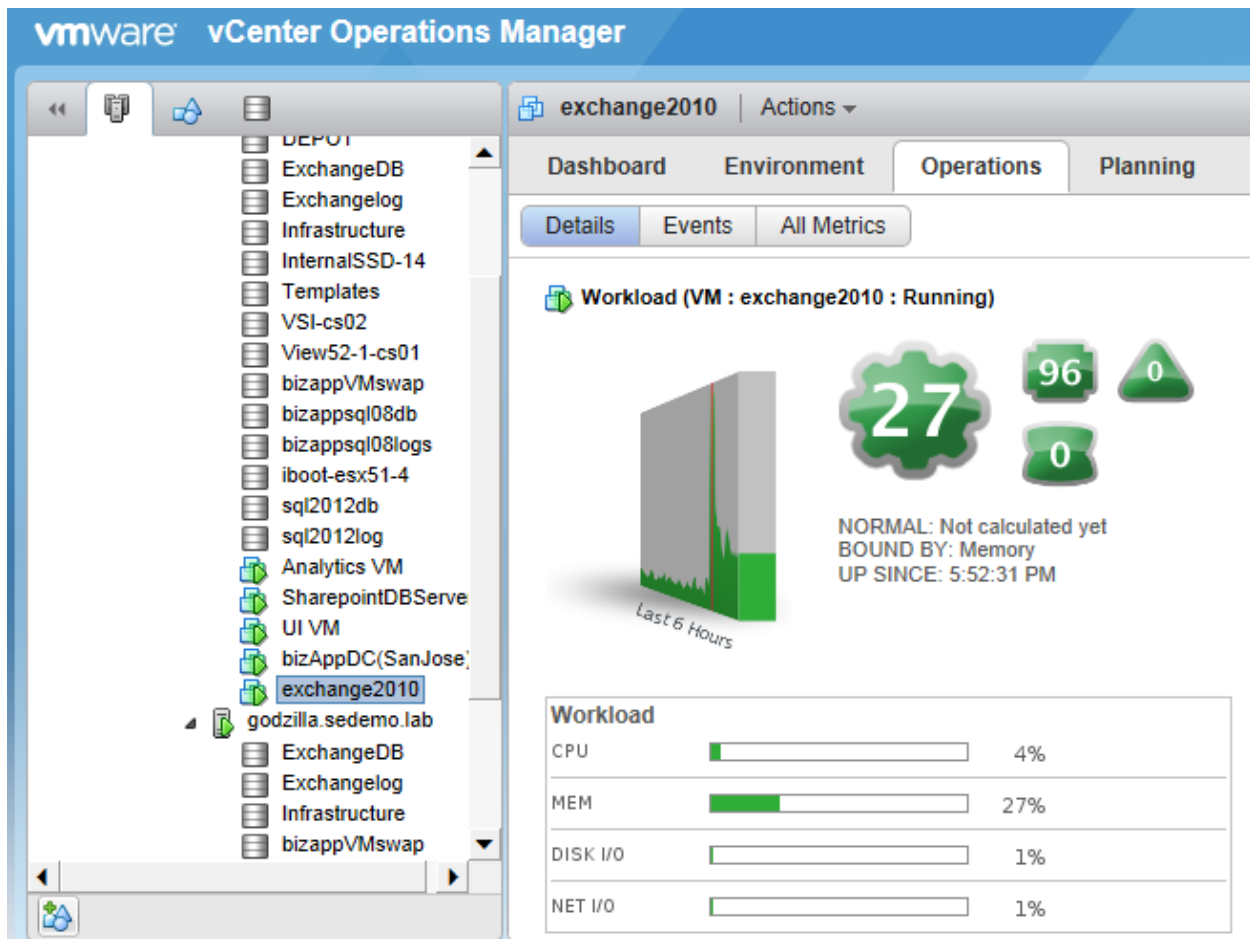 vmware vCenter Operations Manager
exchange2010 Actions
Dashboard Environment Operations Planning
Details Events All Metrics
DEPOT
ExchangeDB
Exchangelog
Infrastructure
InternalSSD-14
Templates
VSI-cs02
View52-1-cs01
bizappVMswap
bizappsql08db
bizappsql08logs
iboot-esx51-4
sql2012db
sql2012log
Analytics VM
SharepointDBServe
UI VM
bizAppDC(SanJose)
exchange2010
godzilla.sedemo.lab
ExchangeDB
Exchangelog
Infrastructure
bizappVMswap
Workload (VM : exchange2010 : Running)
27
96
0
0
Last 6 Hours
NORMAL: Not calculated yet
BOUND BY: Memory
UP SINCE: 5:52:31 PM
Workload
CPU 4%
MEM 27%
DISK I/O 1%
NET I/O 1%